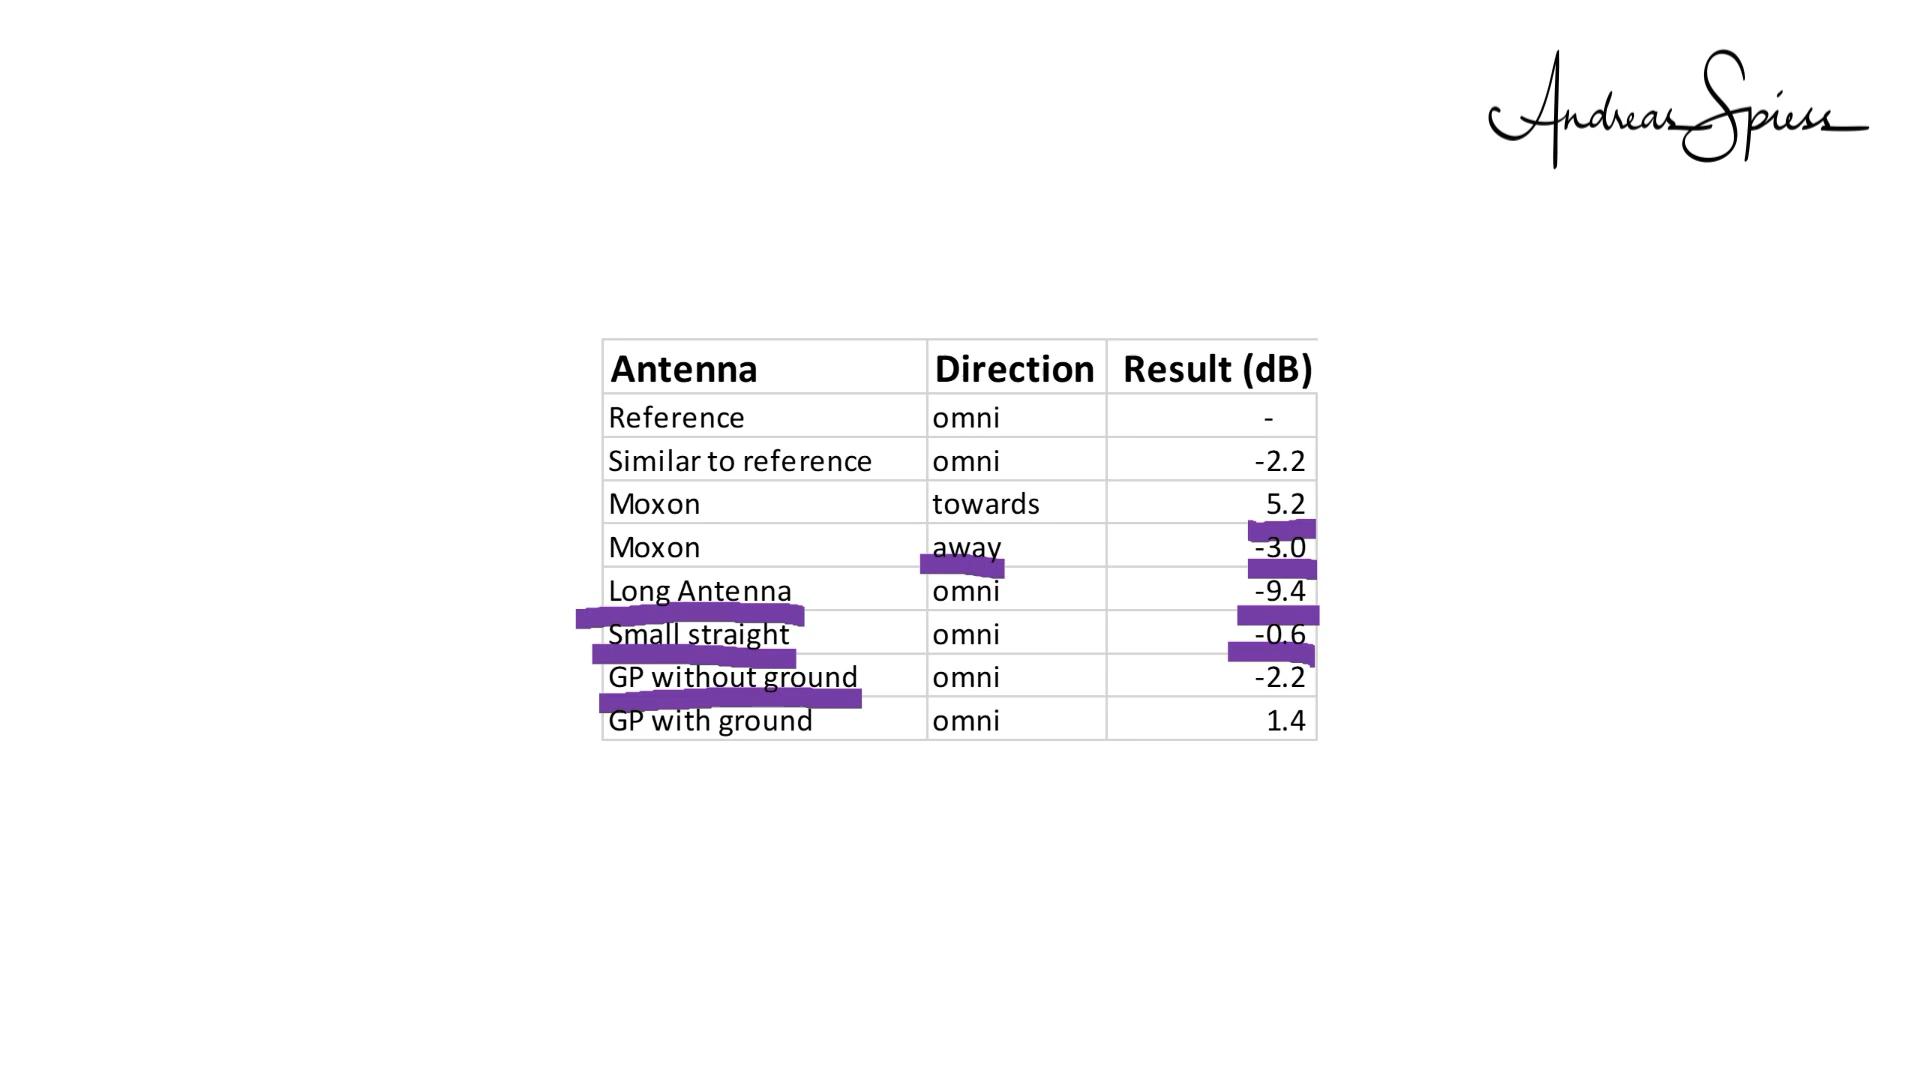 Andreas Spiess
Antenna Direction Result (dB)
Reference omni -
Similar to reference omni -2.2
Moxon towards 5.2
Moxon away -3.0
Long Antenna omni -9.4
Small straight omni -0.6
GP without ground omni -2.2
GP with ground omni 1.4